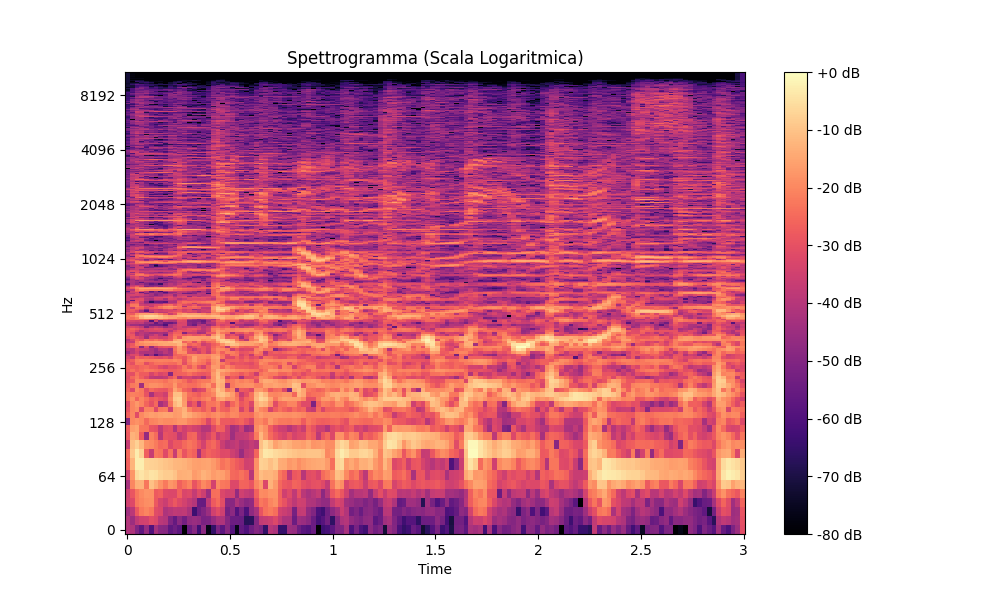 Spettrogramma (Scala Logaritmica)
Hz
8192
4096
2048
1024
512
256
128
64
0
0
0.5
1
1.5
2
2.5
3
Time
+0 dB
-10 dB
-20 dB
-30 dB
-40 dB
-50 dB
-60 dB
-70 dB
-80 dB